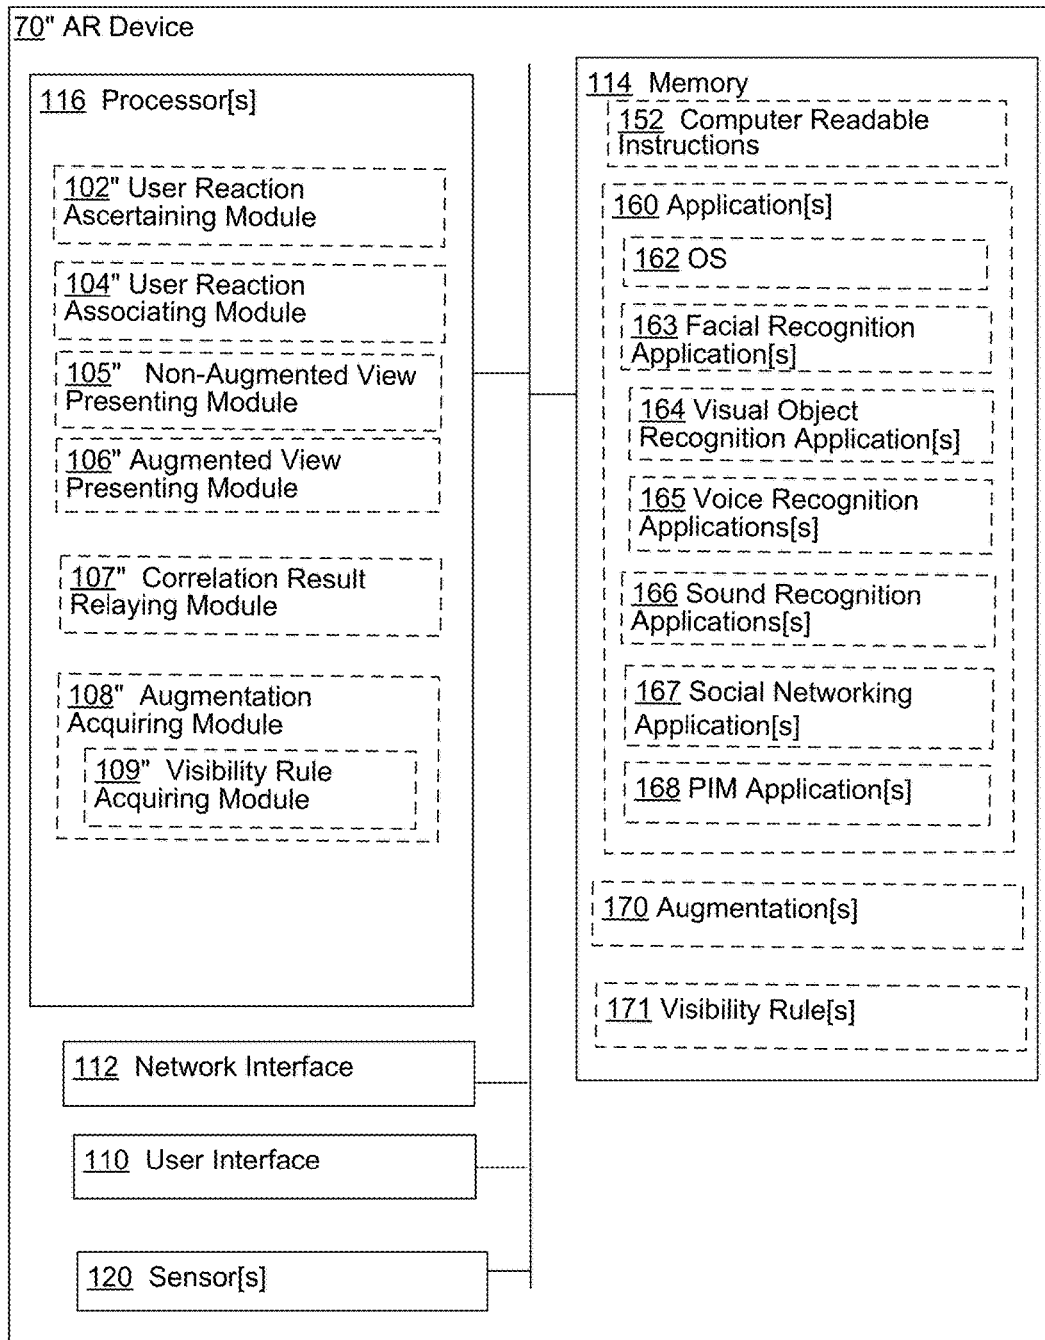 70" AR Device
116 Processor[s]
102" User Reaction
Ascertaining Module
104" User Reaction
Associating Module
105" Non-Augmented View
Presenting Module
106" Augmented View
Presenting Module
107" Correlation Result
Relaying Module
108" Augmentation
Acquiring Module
109" Visibility Rule
Acquiring Module
112 Network Interface
110 User Interface
120 Sensor[s]
114 Memory
152 Computer Readable
Instructions
160 Application[s]
162 OS
163 Facial Recognition
Application[s]
164 Visual Object
Recognition Application[s]
165 Voice Recognition
Applications[s]
166 Sound Recognition
Applications[s]
167 Social Networking
Application[s]
168 PIM Application[s]
170 Augmentation[s]
171 Visibility Rule[s]